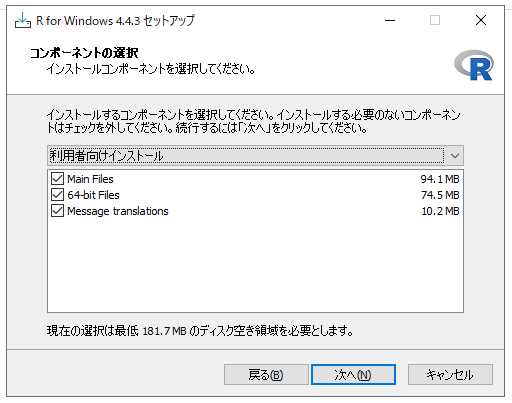 R for Windows 4.4.3 セットアップ
コンポーネントの選択
インストールコンポーネントを選択してください。
R
インストールするコンポーネントを選択してください。インストールする必要のないコンポーネン
トはチェックを外してください。続行するには「次へ」をクリックしてください。
利用者向けインストール
Main Files 94.1 MB
64-bit Files 74.5 MB
Message translations 10.2 MB
現在の選択は最低 181.7 MB のディスク空き領域を必要とします。
戻る(B) 次へ(N) キャンセル